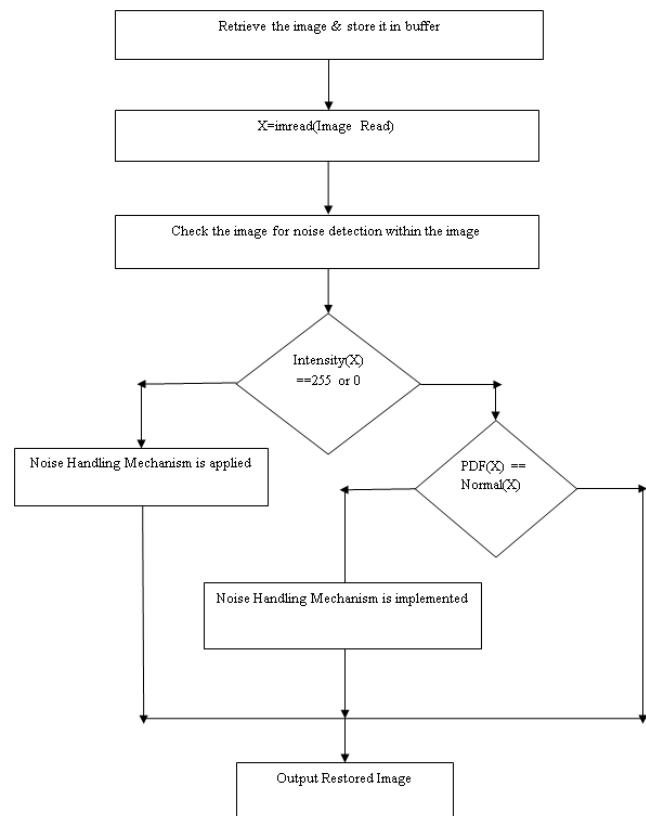 Retrieve the image & store it in buffer
X=imread(Image Read)
Check the image for noise detection within the image
Intensity(X)
==255 or 0
Noise Handling Mechanism is applied
PDF(X) ==
Normal(X)
Noise Handling Mechanism is implemented
Output Restored Image